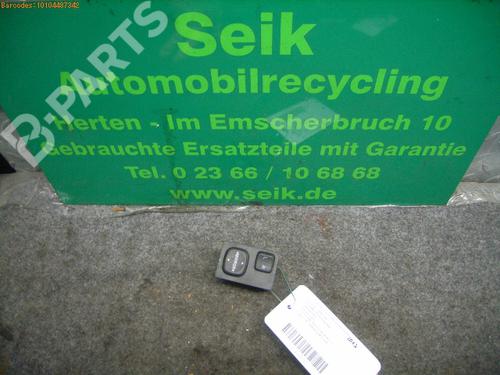 Barcodes:10104487342
B-PARTS
Seik
Automobilrecycling
Herten - Im Emscherbruch 10
Gebrauchte Ersatzteile mit Garantie
Tel. 0 23 66 / 10 68 68
www.seik.de